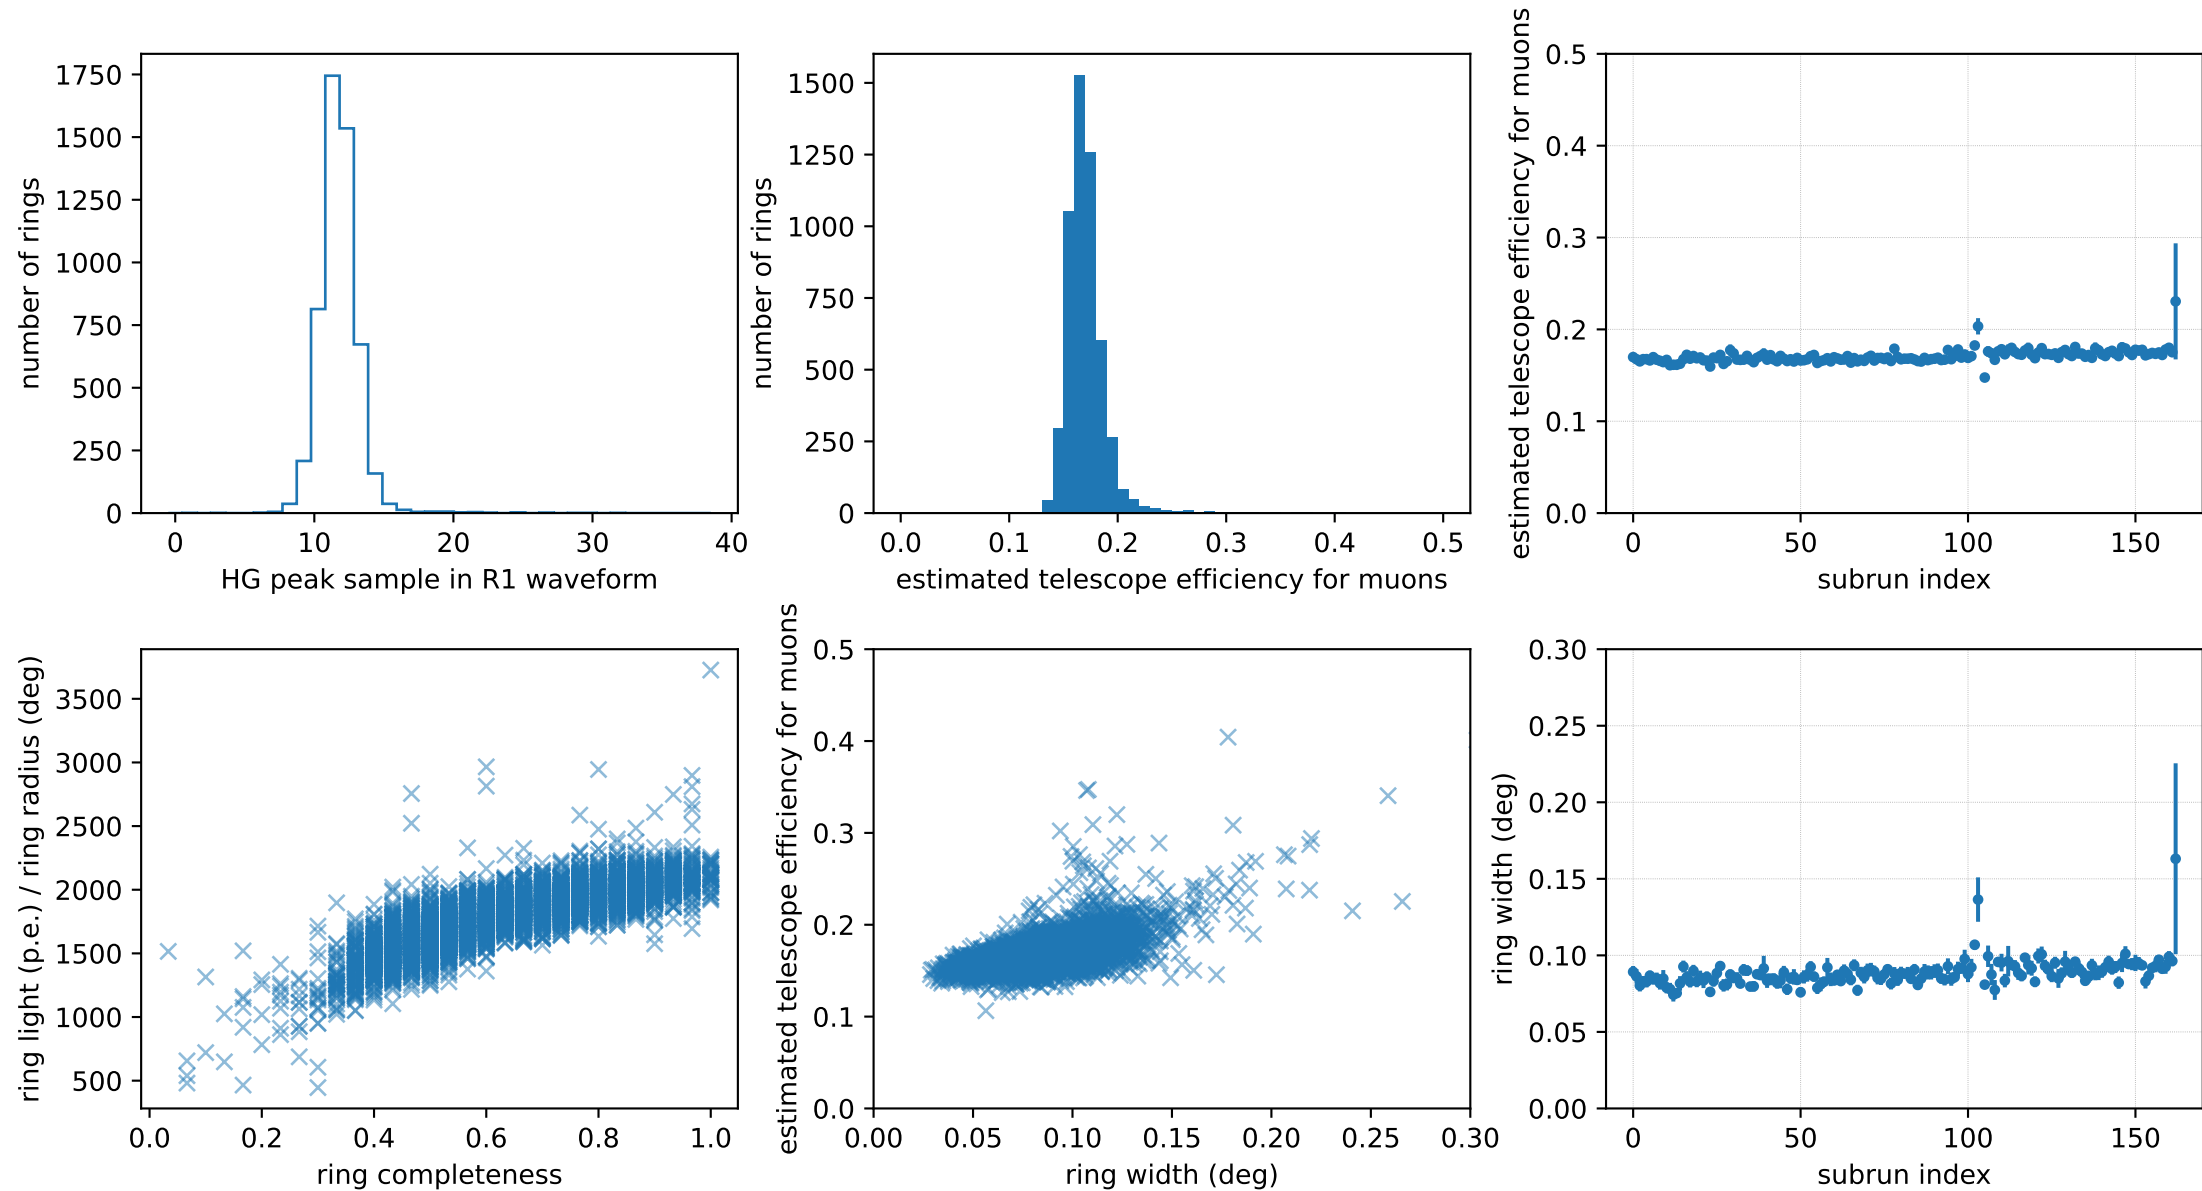 number of rings
1750
1500
1250
1000
750
500
250
0
0 10 20 30 40
HG peak sample in R1 waveform
number of rings
1500
1250
1000
750
500
250
0
0.0 0.1 0.2 0.3 0.4 0.5
estimated telescope efficiency for muons
estimated telescope efficiency for muons
0.5
0.4
0.3
0.2
0.1
0.0
0 50 100 150
subrun index
ring light (p.e.) / ring radius (deg)
3500
3000
2500
2000
1500
1000
500
0.0 0.2 0.4 0.6 0.8 1.0
ring completeness
estimated telescope efficiency for muons
0.5
0.4
0.3
0.2
0.1
0.0
0.00 0.05 0.10 0.15 0.20 0.25 0.30
ring width (deg)
ring width (deg)
0.30
0.25
0.20
0.15
0.10
0.05
0.00
0 50 100 150
subrun index